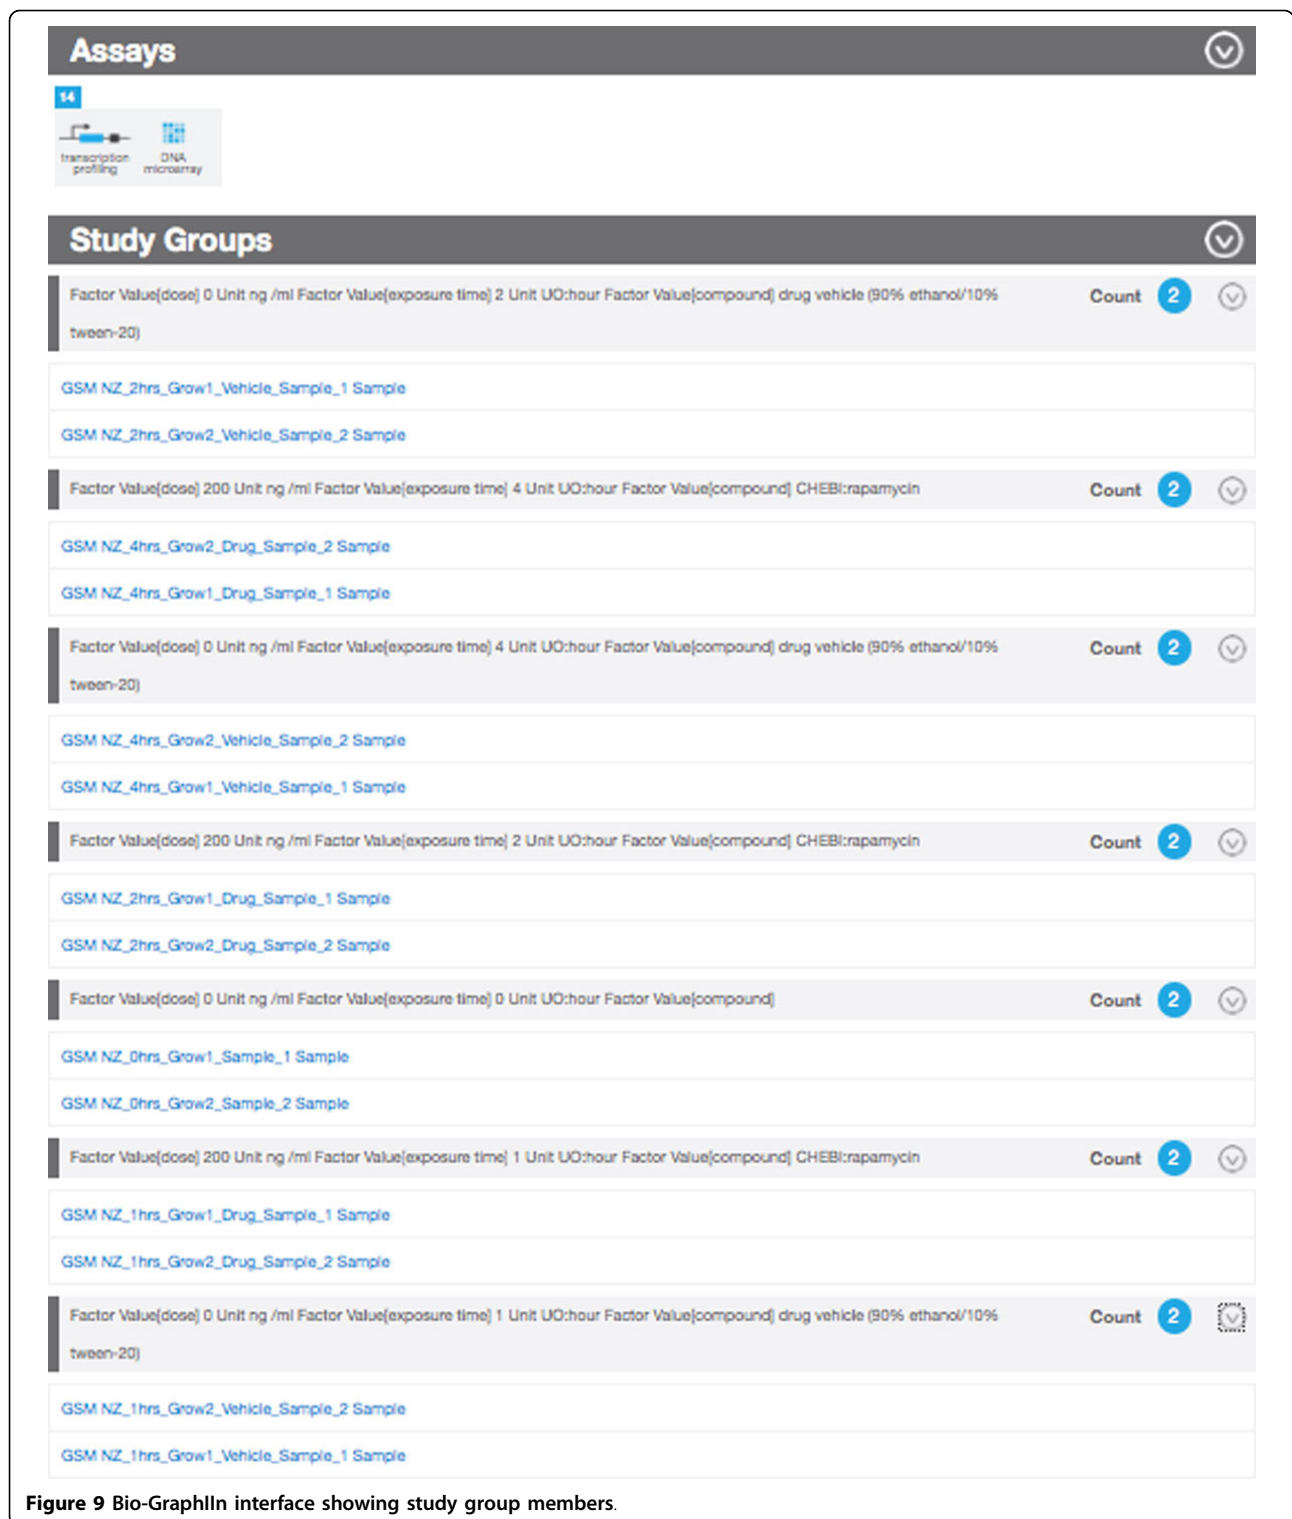 Assays
14
transcription
profiling
DNA
microarray
Study Groups
Factor Value[dose] 0 Unit ng /ml Factor Value[exposure time] 2 Unit UO:hour Factor Value[compound] drug vehicle (90% ethanol/10%
tween-20)
Count 2
GSM NZ_2hrs_Grow1_Vehicle_Sample_1 Sample
GSM NZ_2hrs_Grow2_Vehicle_Sample_2 Sample
Factor Value[dose] 200 Unit ng /ml Factor Value[exposure time] 4 Unit UO:hour Factor Value[compound] CHEBI:rapamycin
Count 2
GSM NZ_4hrs_Grow2_Drug_Sample_2 Sample
GSM NZ_4hrs_Grow1_Drug_Sample_1 Sample
Factor Value[dose] 0 Unit ng /ml Factor Value[exposure time] 4 Unit UO:hour Factor Value[compound] drug vehicle (90% ethanol/10%
tween-20)
Count 2
GSM NZ_4hrs_Grow2_Vehicle_Sample_2 Sample
GSM NZ_4hrs_Grow1_Vehicle_Sample_1 Sample
Factor Value[dose] 200 Unit ng /ml Factor Value[exposure time] 2 Unit UO:hour Factor Value[compound] CHEBI:rapamycin
Count 2
GSM NZ_2hrs_Grow1_Drug_Sample_1 Sample
GSM NZ_2hrs_Grow2_Drug_Sample_2 Sample
Factor Value[dose] 0 Unit ng /ml Factor Value[exposure time] 0 Unit UO:hour Factor Value[compound]
Count 2
GSM NZ_0hrs_Grow1_Sample_1 Sample
GSM NZ_0hrs_Grow2_Sample_2 Sample
Factor Value[dose] 200 Unit ng /ml Factor Value[exposure time] 1 Unit UO:hour Factor Value[compound] CHEBI:rapamycin
Count 2
GSM NZ_1hrs_Grow1_Drug_Sample_1 Sample
GSM NZ_1hrs_Grow2_Drug_Sample_2 Sample
Factor Value[dose] 0 Unit ng /ml Factor Value[exposure time] 1 Unit UO:hour Factor Value[compound] drug vehicle (90% ethanol/10%
tween-20)
Count 2
GSM NZ_1hrs_Grow2_Vehicle_Sample_2 Sample
GSM NZ_1hrs_Grow1_Vehicle_Sample_1 Sample
Figure 9 Bio-GraphIIn interface showing study group members.